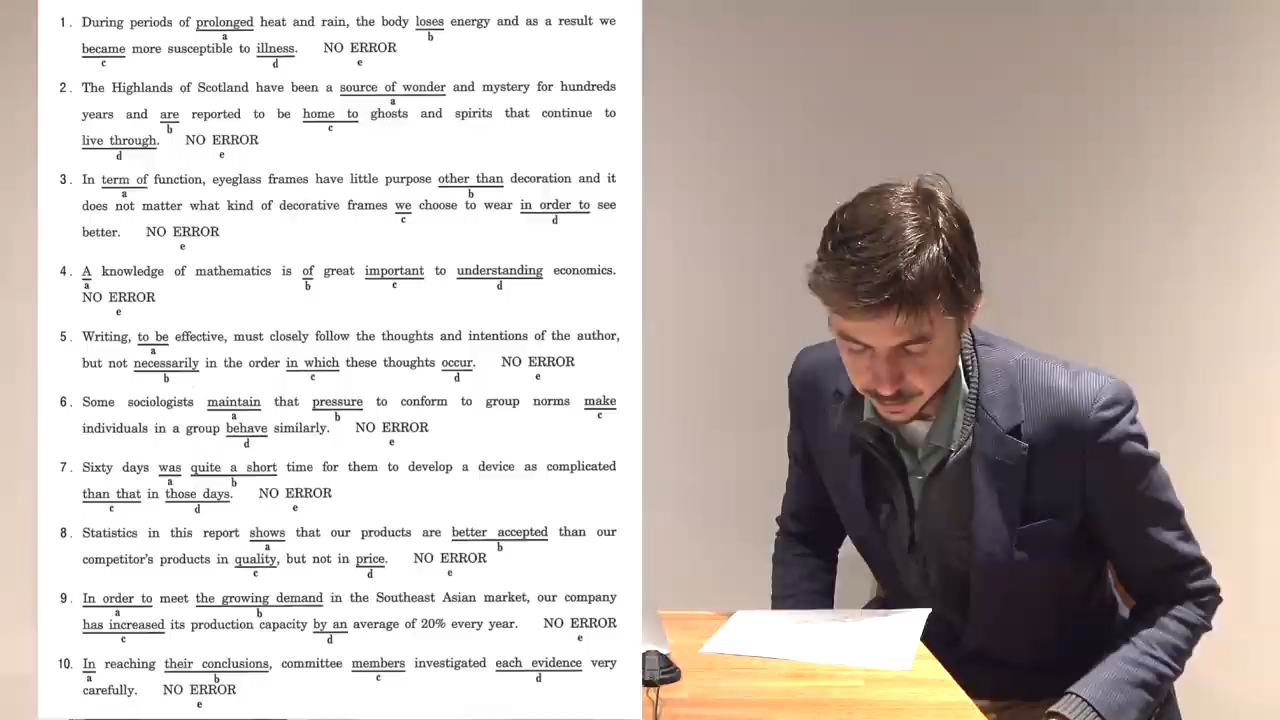 1. During periods of prolonged heat and rain, the body loses energy and as a result we
a b
became more susceptible to illness. NO ERROR
c d e
2. The Highlands of Scotland have been a source of wonder and mystery for hundreds
a
years and are reported to be home to ghosts and spirits that continue to
b c
live through. NO ERROR
d e
3. In term of function, eyeglass frames have little purpose other than decoration and it
a b
does not matter what kind of decorative frames we choose to wear in order to see
c d
better. NO ERROR
e
4. A knowledge of mathematics is of great important to understanding economics.
a b c d
NO ERROR
e
5. Writing, to be effective, must closely follow the thoughts and intentions of the author,
a
but not necessarily in the order in which these thoughts occur. NO ERROR
b c d e
6. Some sociologists maintain that pressure to conform to group norms make
a b c
individuals in a group behave similarly. NO ERROR
d e
7. Sixty days was quite a short time for them to develop a device as complicated
a b
than that in those days. NO ERROR
c d e
8. Statistics in this report shows that our products are better accepted than our
a b
competitor's products in quality, but not in price. NO ERROR
c d e
9. In order to meet the growing demand in the Southeast Asian market, our company
a b
has increased its production capacity by an average of 20% every year. NO ERROR
c d e
10. In reaching their conclusions, committee members investigated each evidence very
a b c d
carefully. NO ERROR
e